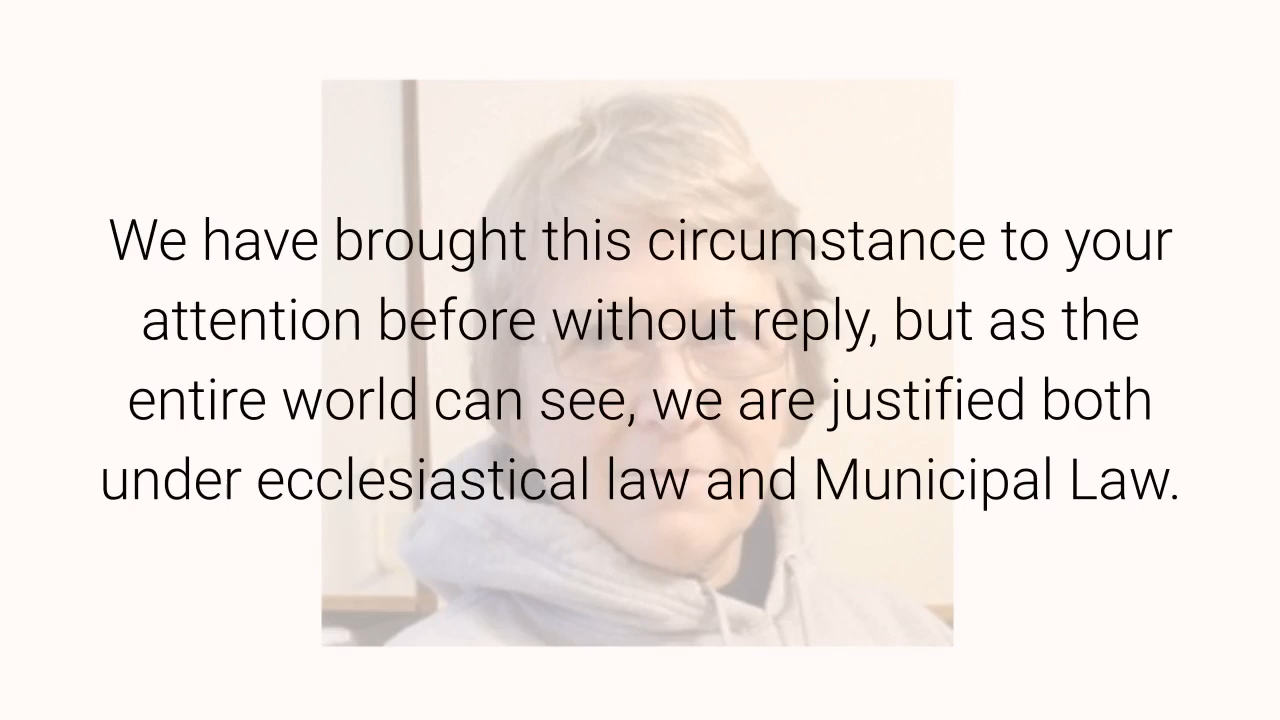 We have brought this circumstance to your
attention before without reply, but as the
entire world can see, we are justified both
under ecclesiastical law and Municipal Law.